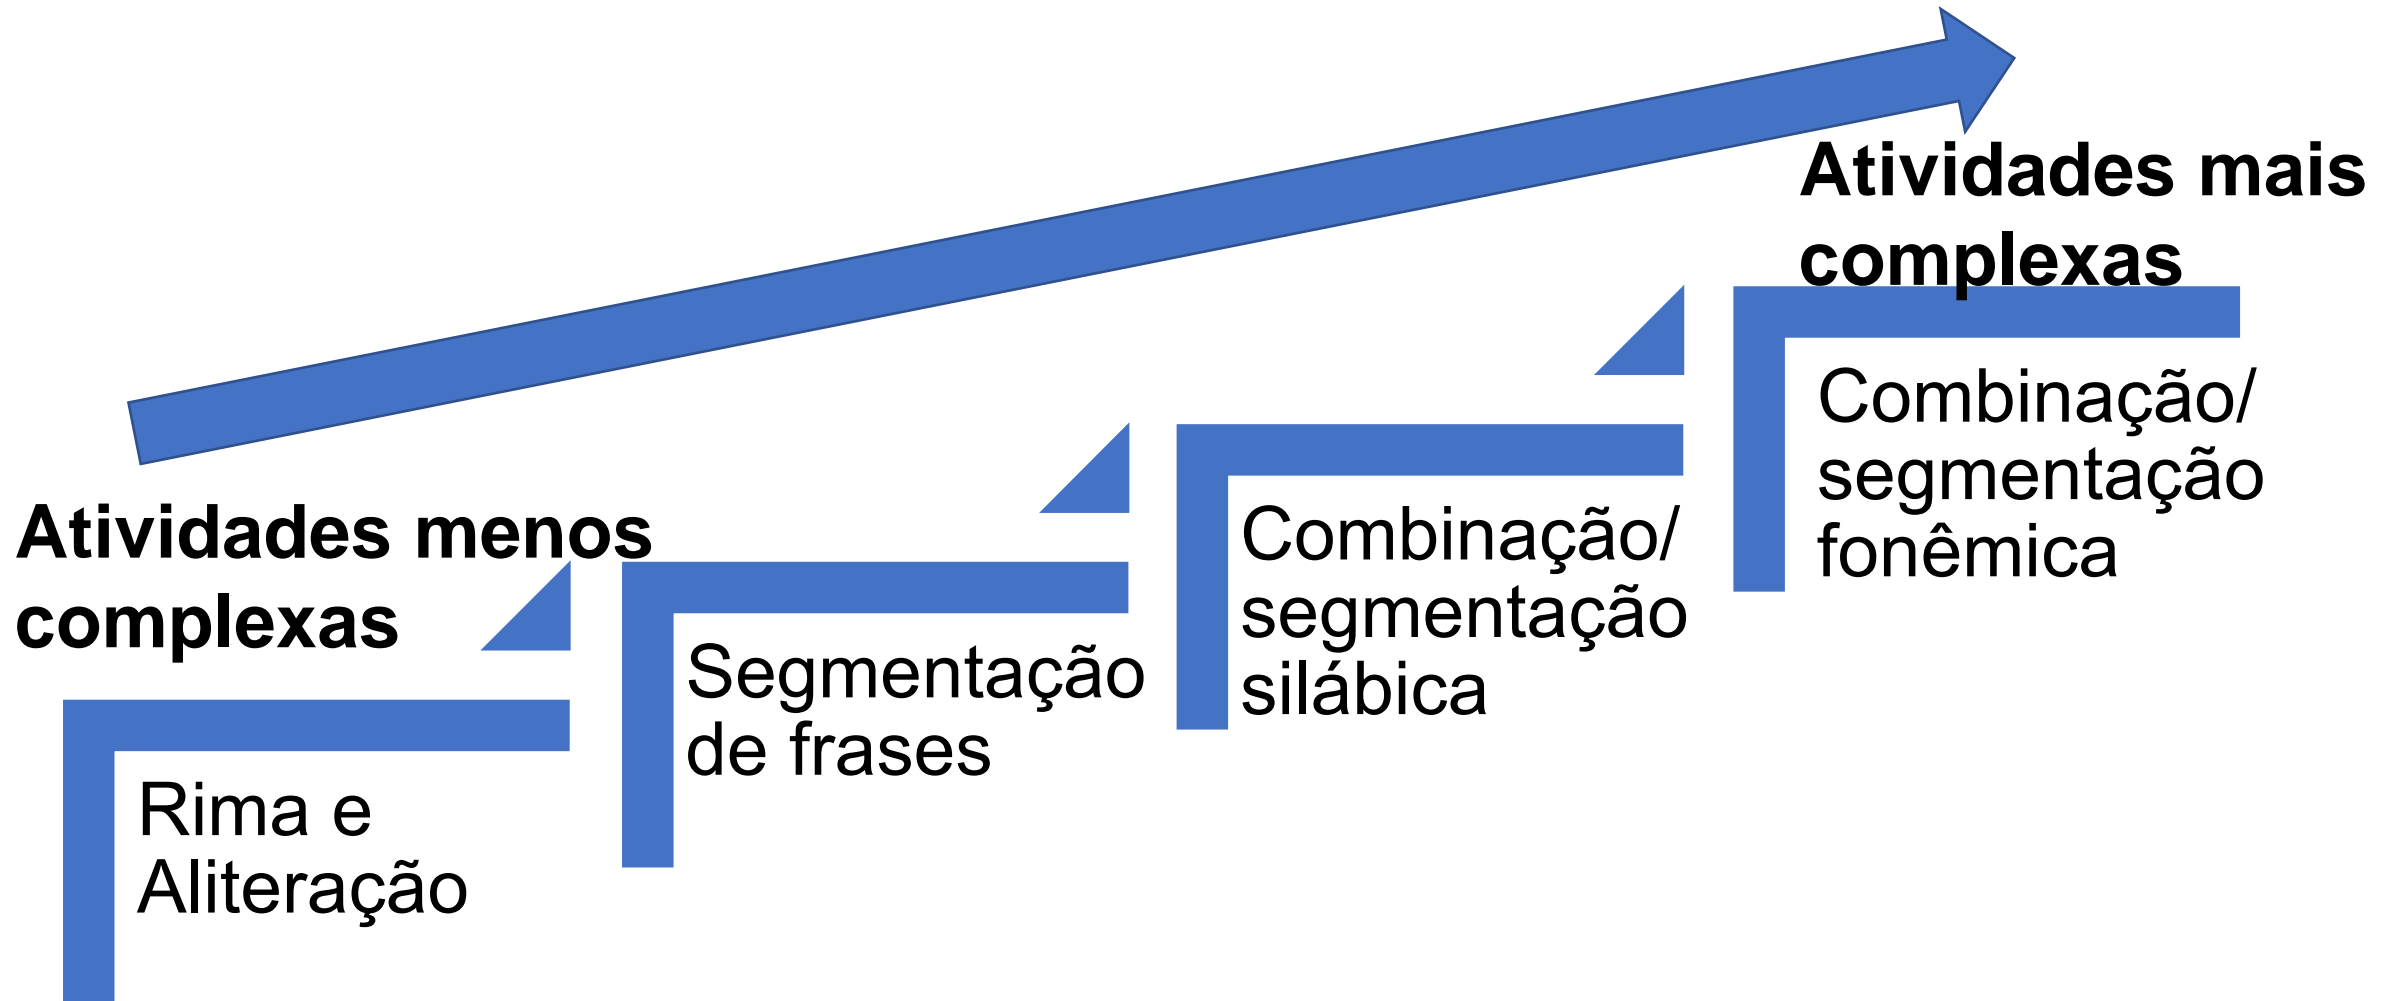 Atividades mais
complexas
Combinação/
segmentação
fonêmica
Combinação/
segmentação
silábica
Atividades menos
complexas
Segmentação
de frases
Rima e
Aliteração